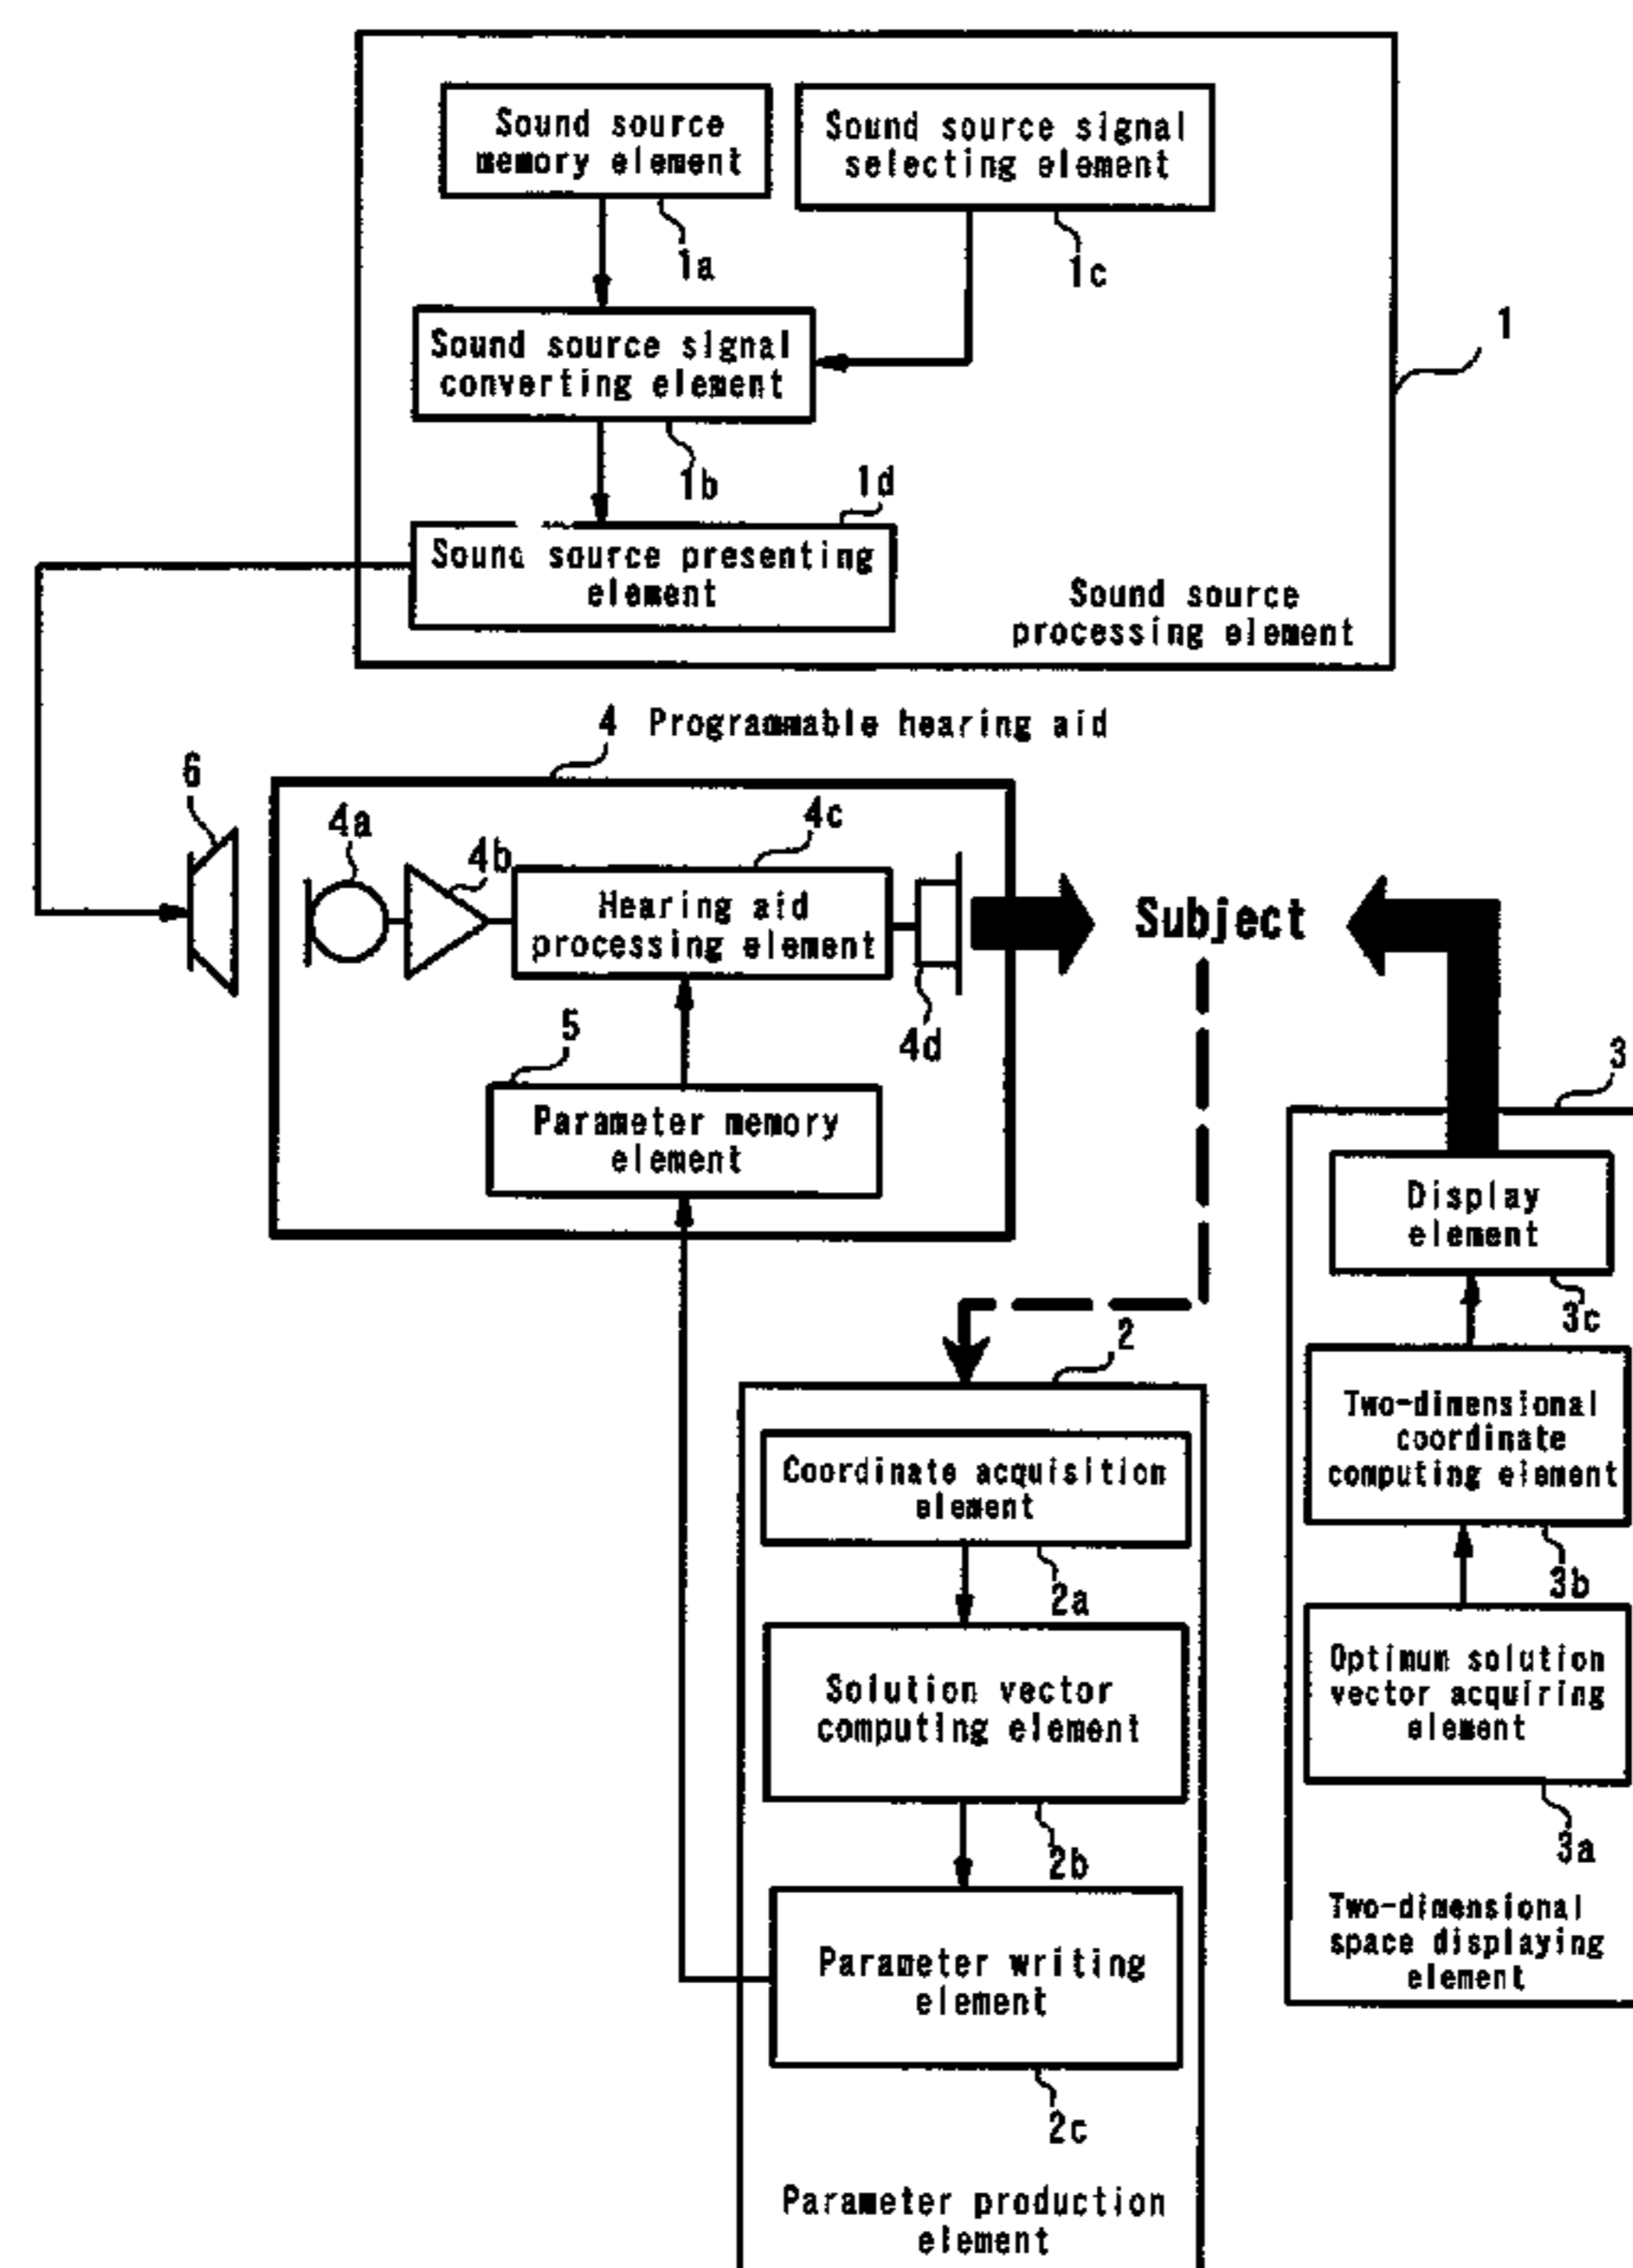 Sound source
memory element
Sound source signal
selecting element
1a
1c
Sound source signal
converting element
1
1b
1d
Sound source presenting
element
Sound source
processing element
4 Programmable hearing aid
6
4a
4b
4c
Hearing aid
processing element
4d
Subject
5
Parameter memory
element
3
Display
element
3c
2
Two-dimensional
coordinate
computing element
3b
Coordinate acquisition
element
2a
Optimum solution
vector acquiring
element
3a
Solution vector
computing element
2b
Two-dimensional
space displaying
element
Parameter writing
element
2c
Parameter production
element